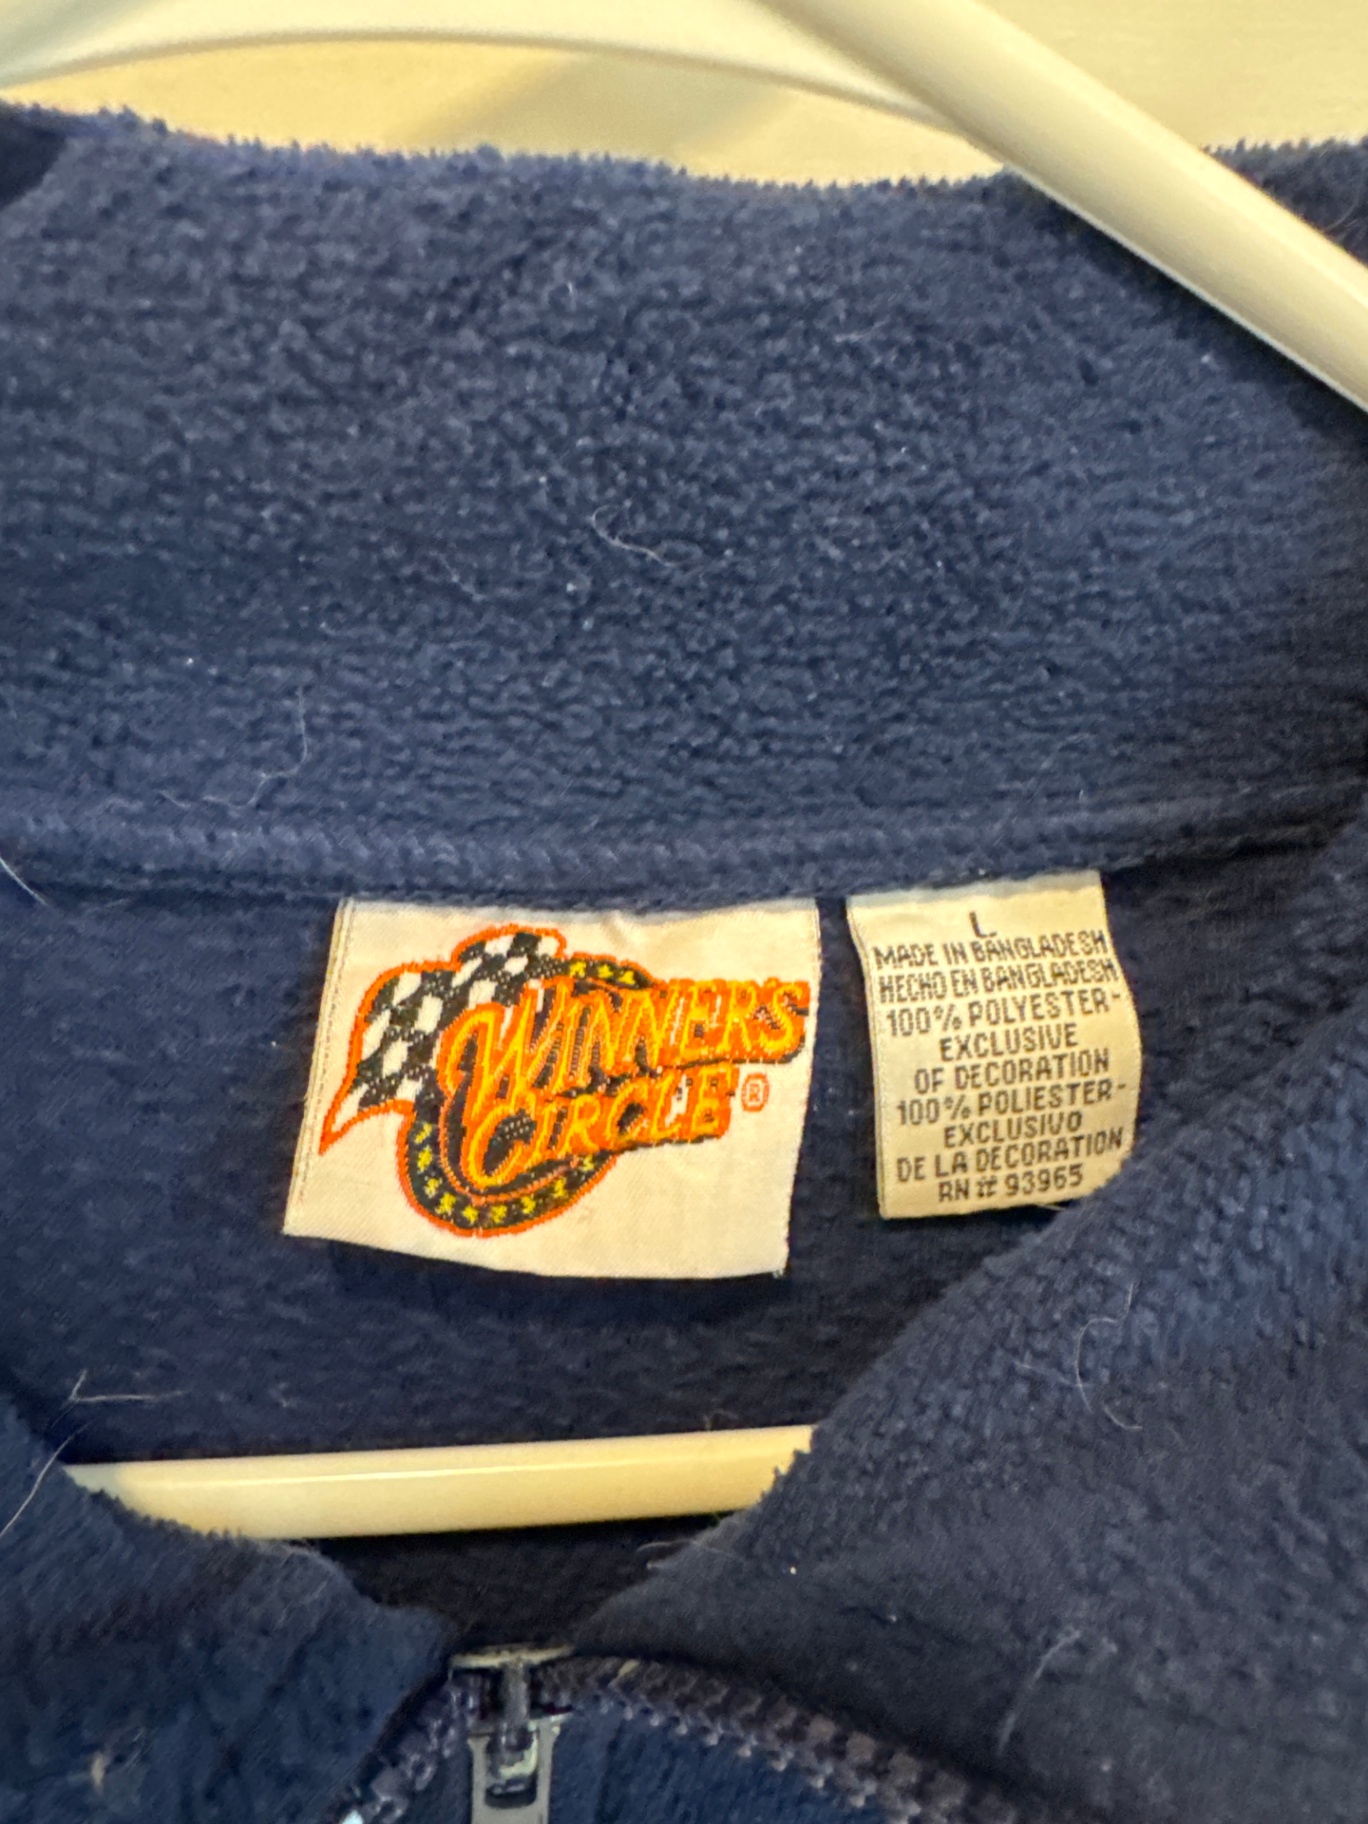 WINNER'S
CIRCLE®
L
MADE IN BANGLADESH
HECHO EN BANGLADESH
100% POLYESTER-
EXCLUSIVE
OF DECORATION
100% POLIESTER-
EXCLUSIVO
DE LA DECORATION
RN # 93965